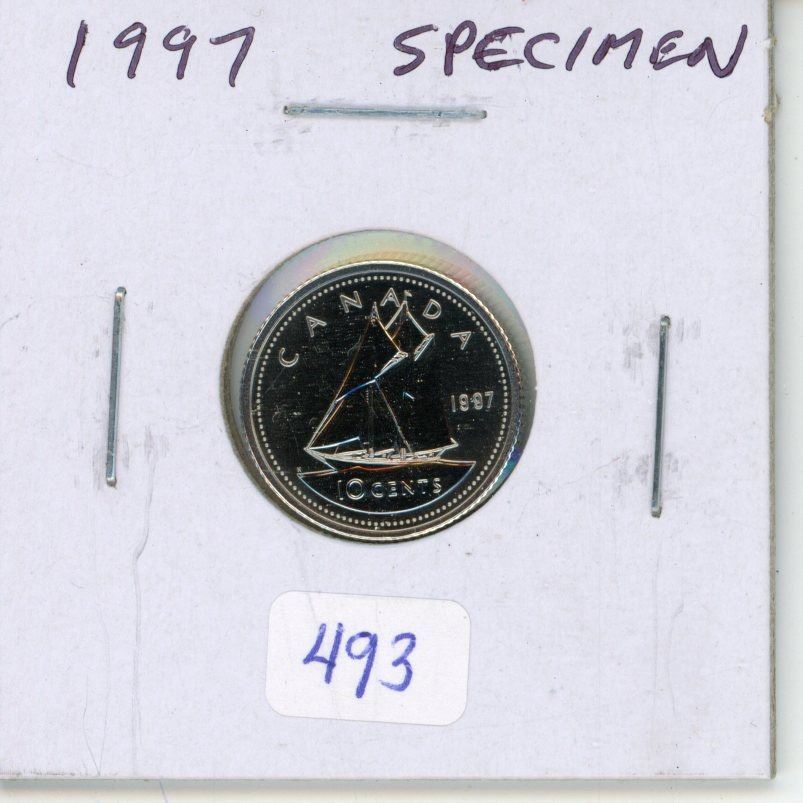 1997 SPECIMEN
CANADA
1997
10 CENTS
493